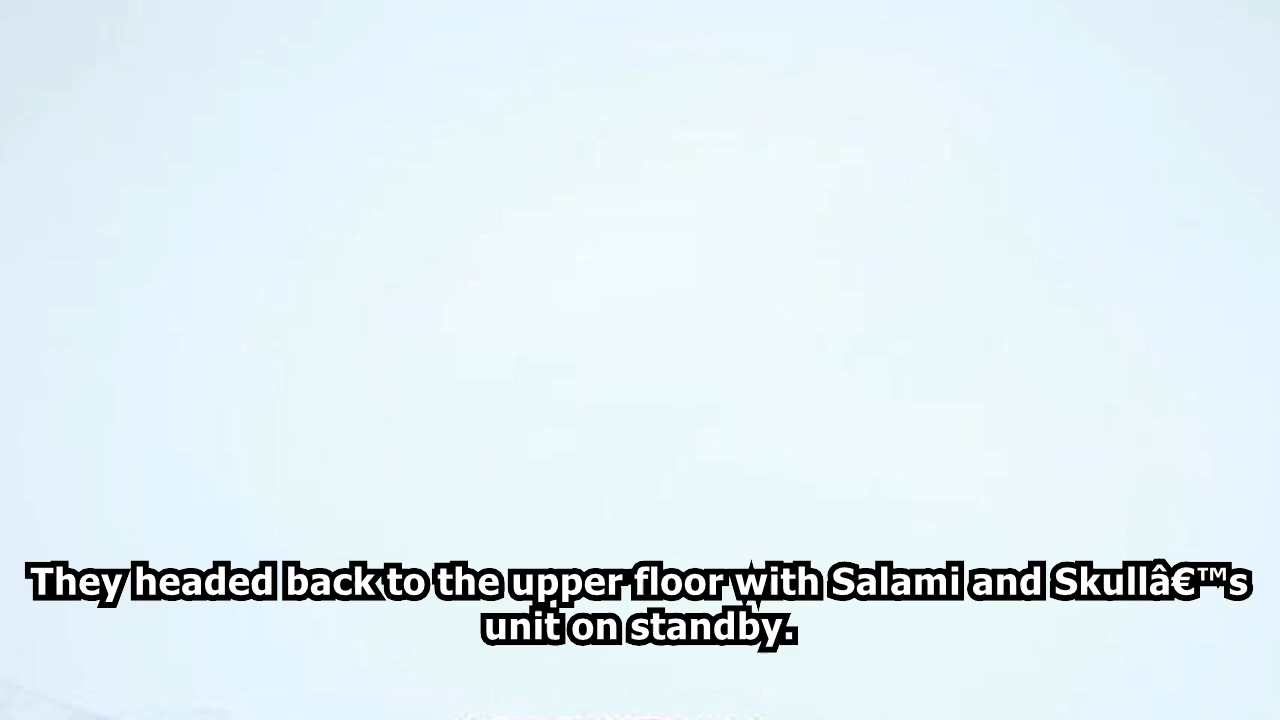 They headed back to the upper floor with Salami and Skullâ€™s
unit on standby.